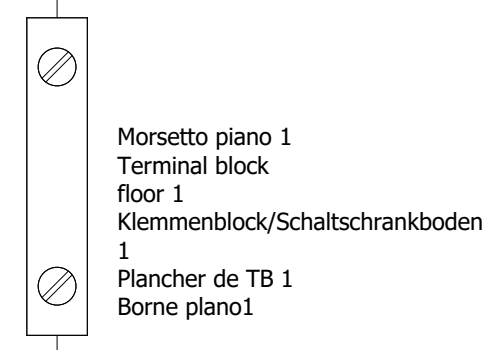 Morsetto piano 1
Terminal block
floor 1
Klemmenblock/Schaltschrankboden
1
Plancher de TB 1
Borne plano1